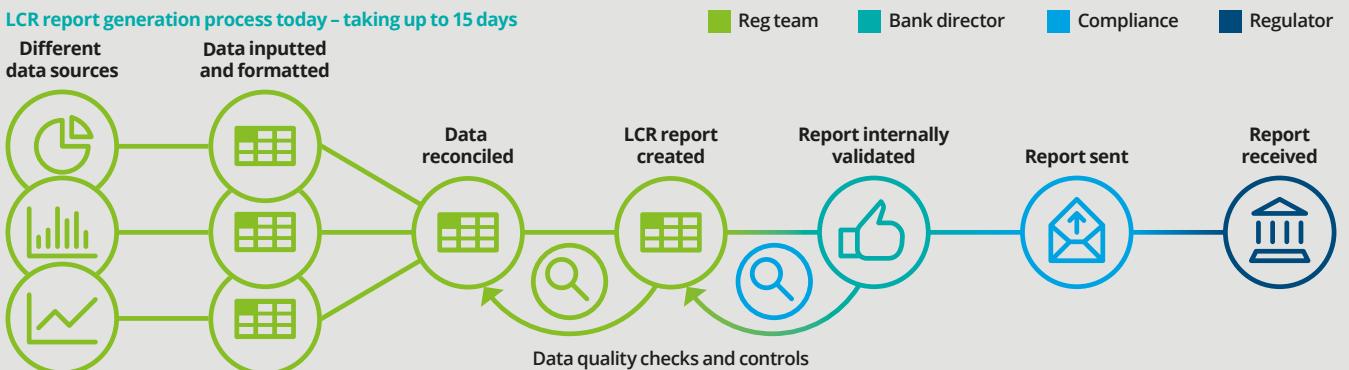 LCR report generation process today – taking up to 15 days
Reg team
Bank director
Compliance
Regulator
Different
data sources
Data inputted
and formatted
Data
reconciled
LCR report
created
Report internally
validated
Report sent
Report
received
Data quality checks and controls